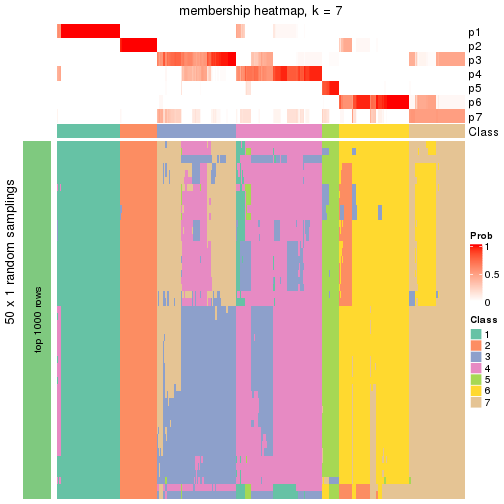 membership heatmap, k = 7
p1
p2
p3
p4
p5
p6
p7
Class
50 x 1 random samplings
top 1000 rows
Prob
1
0.5
0
Class
1
2
3
4
5
6
7